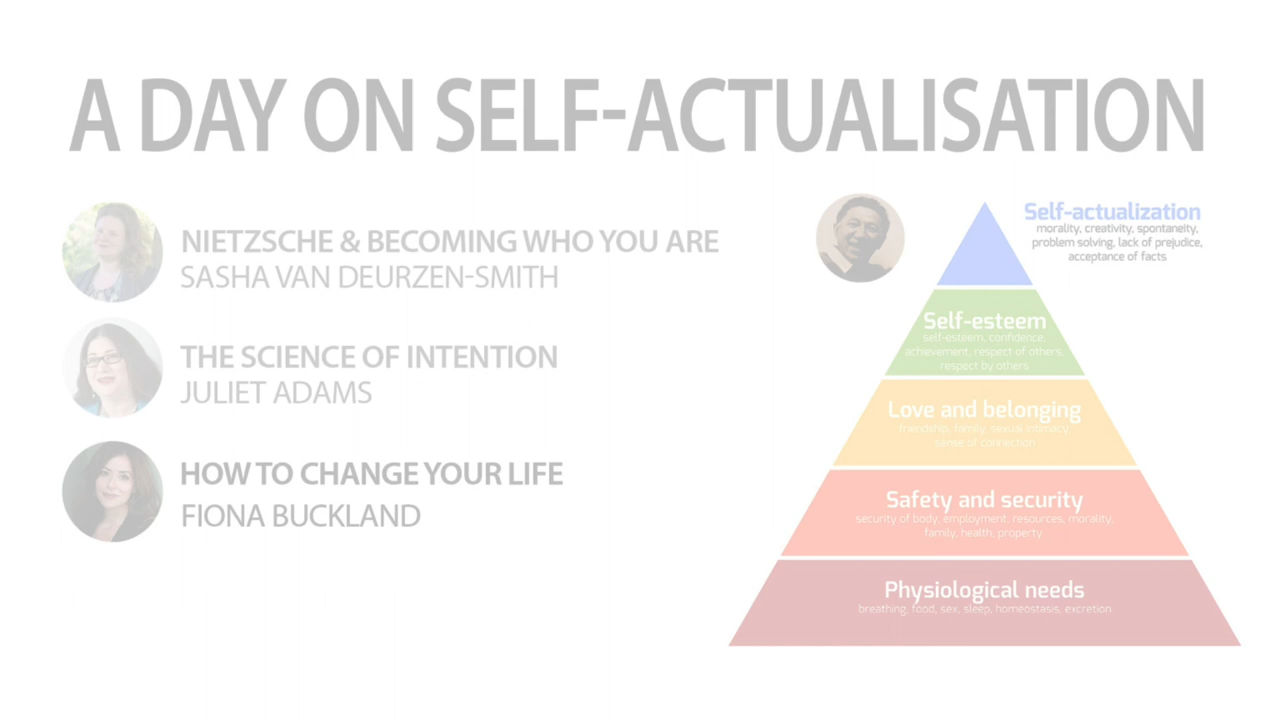 A DAY ON SELF-ACTUALISATION
NIETZSCHE & BECOMING WHO YOU ARE
SASHA VAN DEURZEN-SMITH
THE SCIENCE OF INTENTION
JULIET ADAMS
HOW TO CHANGE YOUR LIFE
FIONA BUCKLAND
Self-actualization
morality, creativity, spontaneity,
problem solving, lack of prejudice,
acceptance of facts
Self-esteem
self-esteem, confidence,
achievement, respect of others,
respect by others
Love and belonging
friendship, family, sexual intimacy,
sense of connection
Safety and security
security of body, employment, resources, morality,
family, health, property
Physiological needs
breathing, food, sex, sleep, homeostasis, excretion